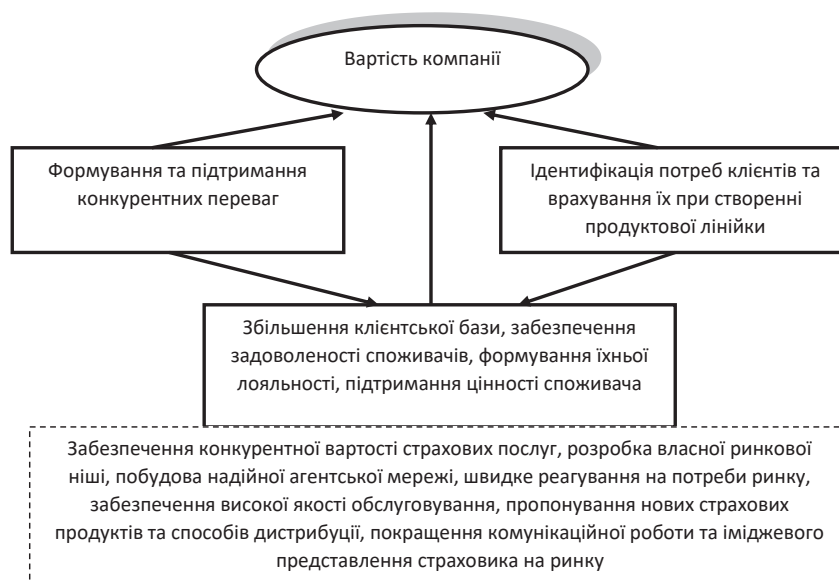 Вартість компанії
Формування та підтримання
конкурентних переваг
Ідентифікація потреб клієнтів та
врахування їх при створенні
продуктової лінійки
Збільшення клієнтської бази, забезпечення
задоволеності споживачів, формування їхньої
лояльності, підтримання цінності споживача
Забезпечення конкурентної вартості страхових послуг, розробка власної ринкової
ніші, побудова надійної агентської мережі, швидке реагування на потреби ринку,
забезпечення високої якості обслуговування, пропонування нових страхових
продуктів та способів дистрибуції, покращення комунікаційної роботи та іміджевого
представлення страховика на ринку